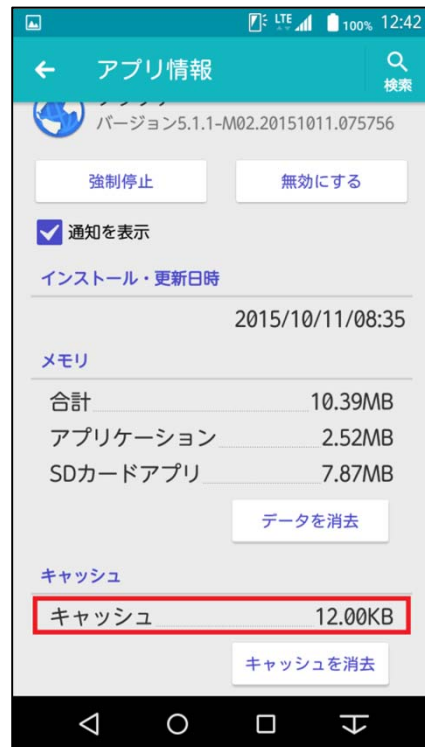 LTE 100% 12:42
アプリ情報
検索
バージョン5.1.1-M02.20151011.075756
強制停止 無効にする
通知を表示
インストール・更新日時
2015/10/11/08:35
メモリ
合計 10.39MB
アプリケーション 2.52MB
SDカードアプリ 7.87MB
データを消去
キャッシュ
キャッシュ 12.00KB
キャッシュを消去